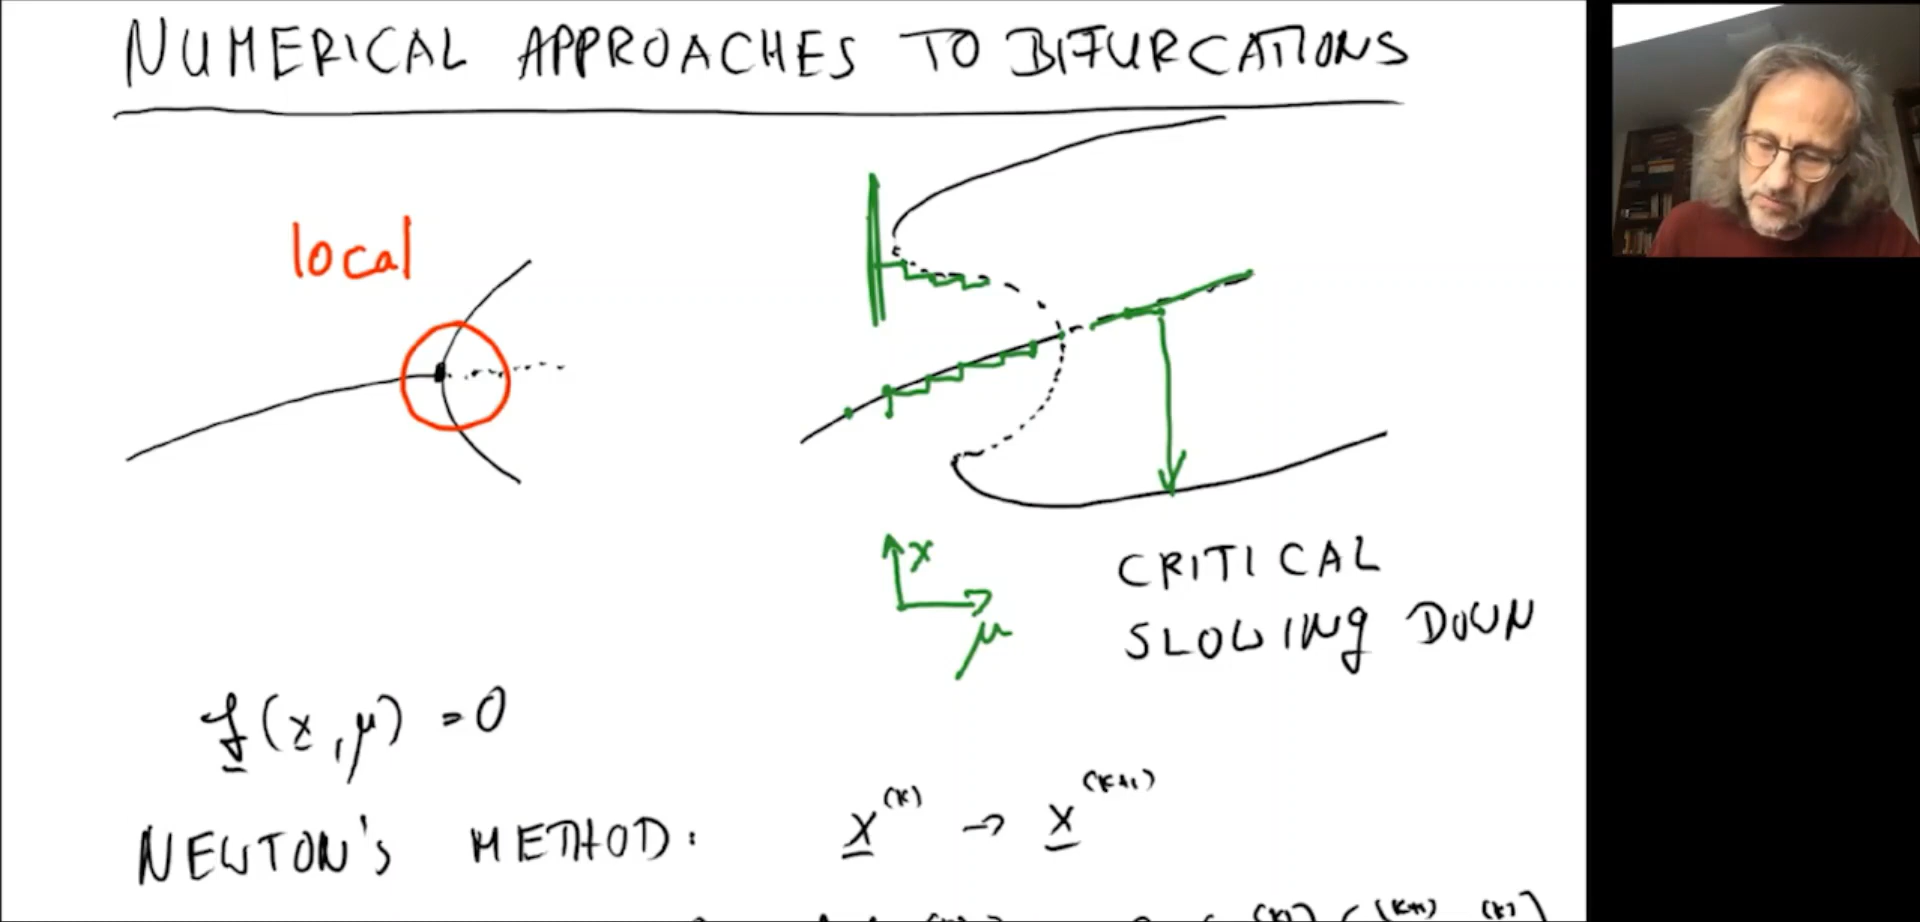 NUMERICAL APPROACHES TO BIFURCATIONS
local
x
μ
CRITICAL
SLOWING DOWN
f(x, μ) = 0
NEWTON's METHOD: x^(k) → x^(k+1)